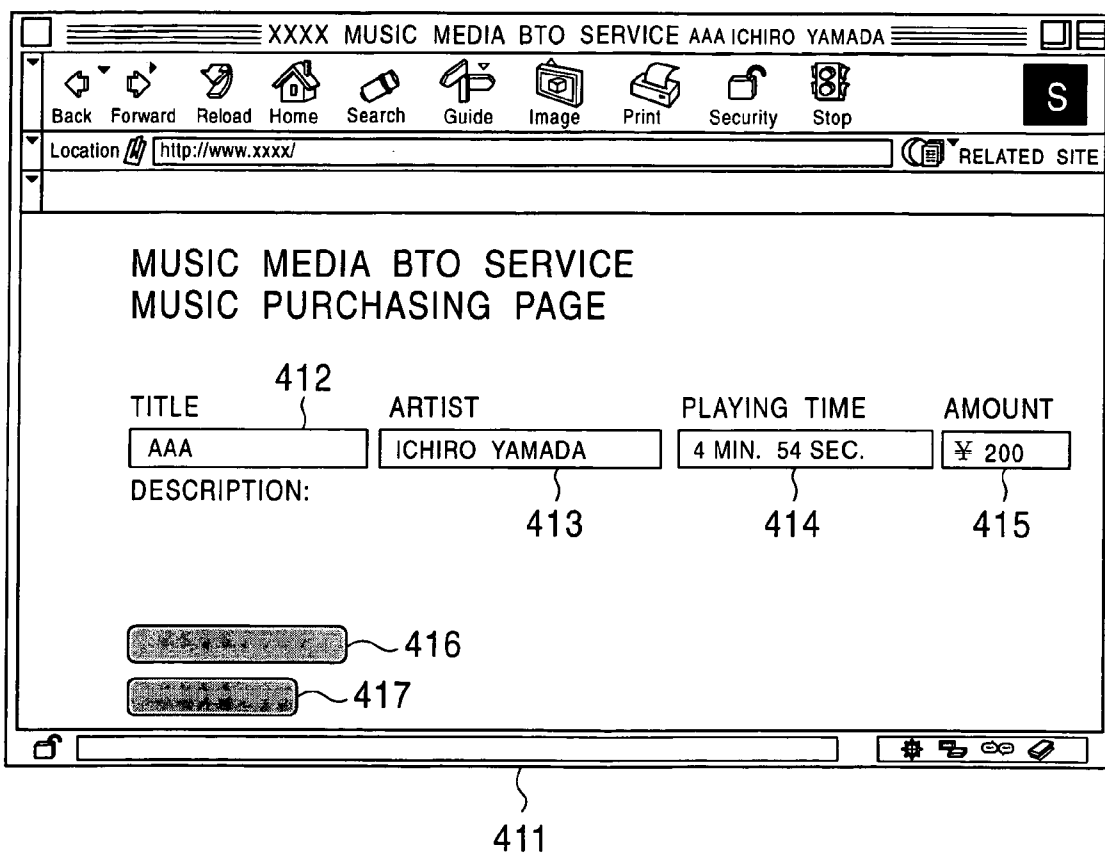 XXXX MUSIC MEDIA BTO SERVICE AAA ICHIRO YAMADA
Back Forward Reload Home Search Guide Image Print Security Stop
S
Location http://www.xxxx/ RELATED SITE
MUSIC MEDIA BTO SERVICE
MUSIC PURCHASING PAGE
412
TITLE ARTIST PLAYING TIME AMOUNT
AAA ICHIRO YAMADA 4 MIN. 54 SEC. ¥ 200
DESCRIPTION:
413 414 415
416
417
411